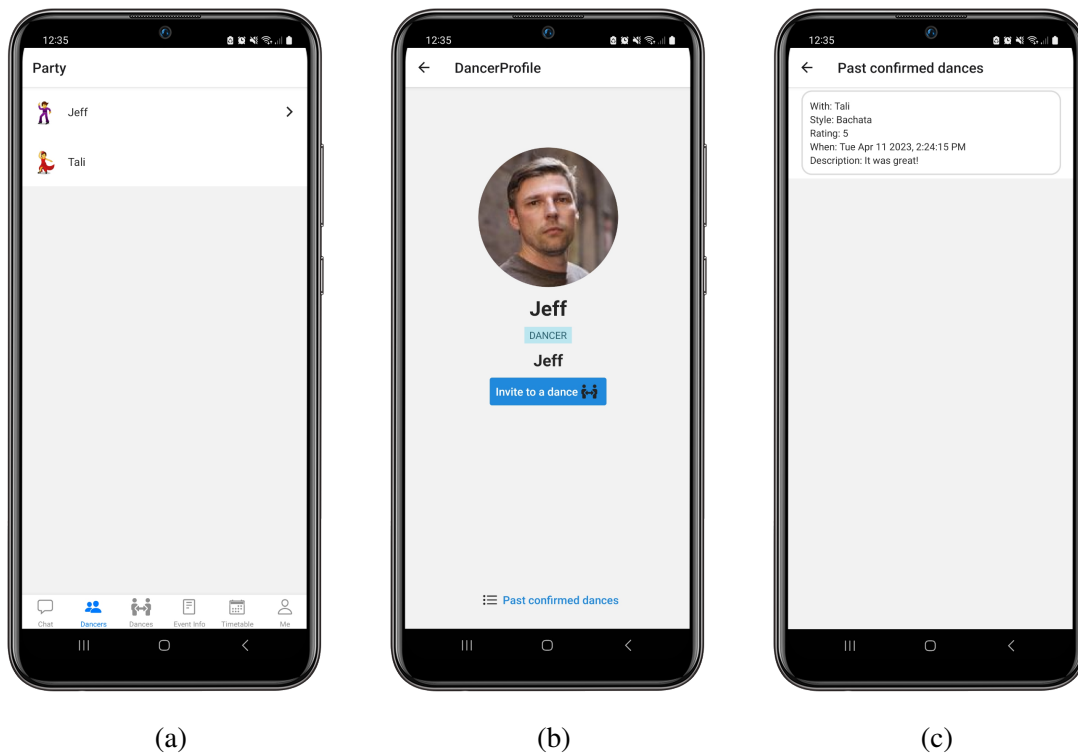 12:35
Party
Jeff
Tali
Chat Dancers Dances Event Info Timetable Me
(a)
12:35
DancerProfile
Jeff
DANCER
Jeff
Invite to a dance
Past confirmed dances
(b)
12:35
Past confirmed dances
With: Tali
Style: Bachata
Rating: 5
When: Tue Apr 11 2023, 2:24:15 PM
Description: It was great!
(c)